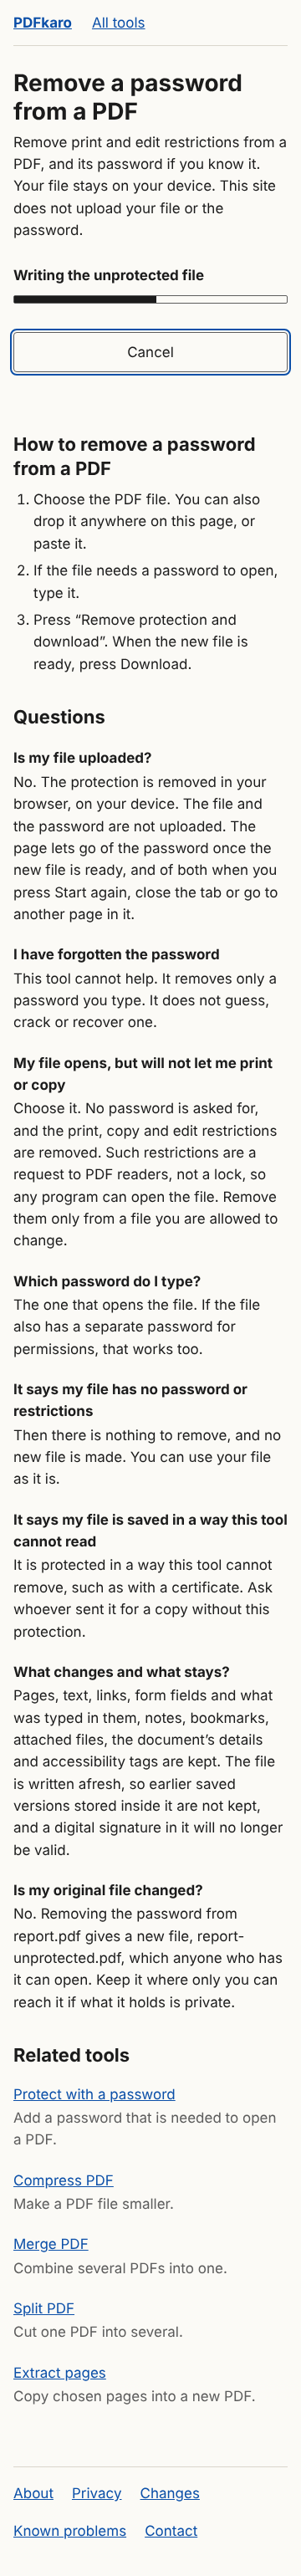 PDFkaro All tools
Remove a password
from a PDF
Remove print and edit restrictions from a
PDF, and its password if you know it.
Your file stays on your device. This site
does not upload your file or the
password.
Writing the unprotected file
Cancel
How to remove a password
from a PDF
1. Choose the PDF file. You can also
drop it anywhere on this page, or
paste it.
2. If the file needs a password to open,
type it.
3. Press “Remove protection and
download”. When the new file is
ready, press Download.
Questions
Is my file uploaded?
No. The protection is removed in your
browser, on your device. The file and
the password are not uploaded. The
page lets go of the password once the
new file is ready, and of both when you
press Start again, close the tab or go to
another page in it.
I have forgotten the password
This tool cannot help. It removes only a
password you type. It does not guess,
crack or recover one.
My file opens, but will not let me print
or copy
Choose it. No password is asked for,
and the print, copy and edit restrictions
are removed. Such restrictions are a
request to PDF readers, not a lock, so
any program can open the file. Remove
them only from a file you are allowed to
change.
Which password do I type?
The one that opens the file. If the file
also has a separate password for
permissions, that works too.
It says my file has no password or
restrictions
Then there is nothing to remove, and no
new file is made. You can use your file
as it is.
It says my file is saved in a way this tool
cannot read
It is protected in a way this tool cannot
remove, such as with a certificate. Ask
whoever sent it for a copy without this
protection.
What changes and what stays?
Pages, text, links, form fields and what
was typed in them, notes, bookmarks,
attached files, the document’s details
and accessibility tags are kept. The file
is written afresh, so earlier saved
versions stored inside it are not kept,
and a digital signature in it will no longer
be valid.
Is my original file changed?
No. Removing the password from
report.pdf gives a new file, report-
unprotected.pdf, which anyone who has
it can open. Keep it where only you can
reach it if what it holds is private.
Related tools
Protect with a password
Add a password that is needed to open
a PDF.
Compress PDF
Make a PDF file smaller.
Merge PDF
Combine several PDFs into one.
Split PDF
Cut one PDF into several.
Extract pages
Copy chosen pages into a new PDF.
About Privacy Changes
Known problems Contact